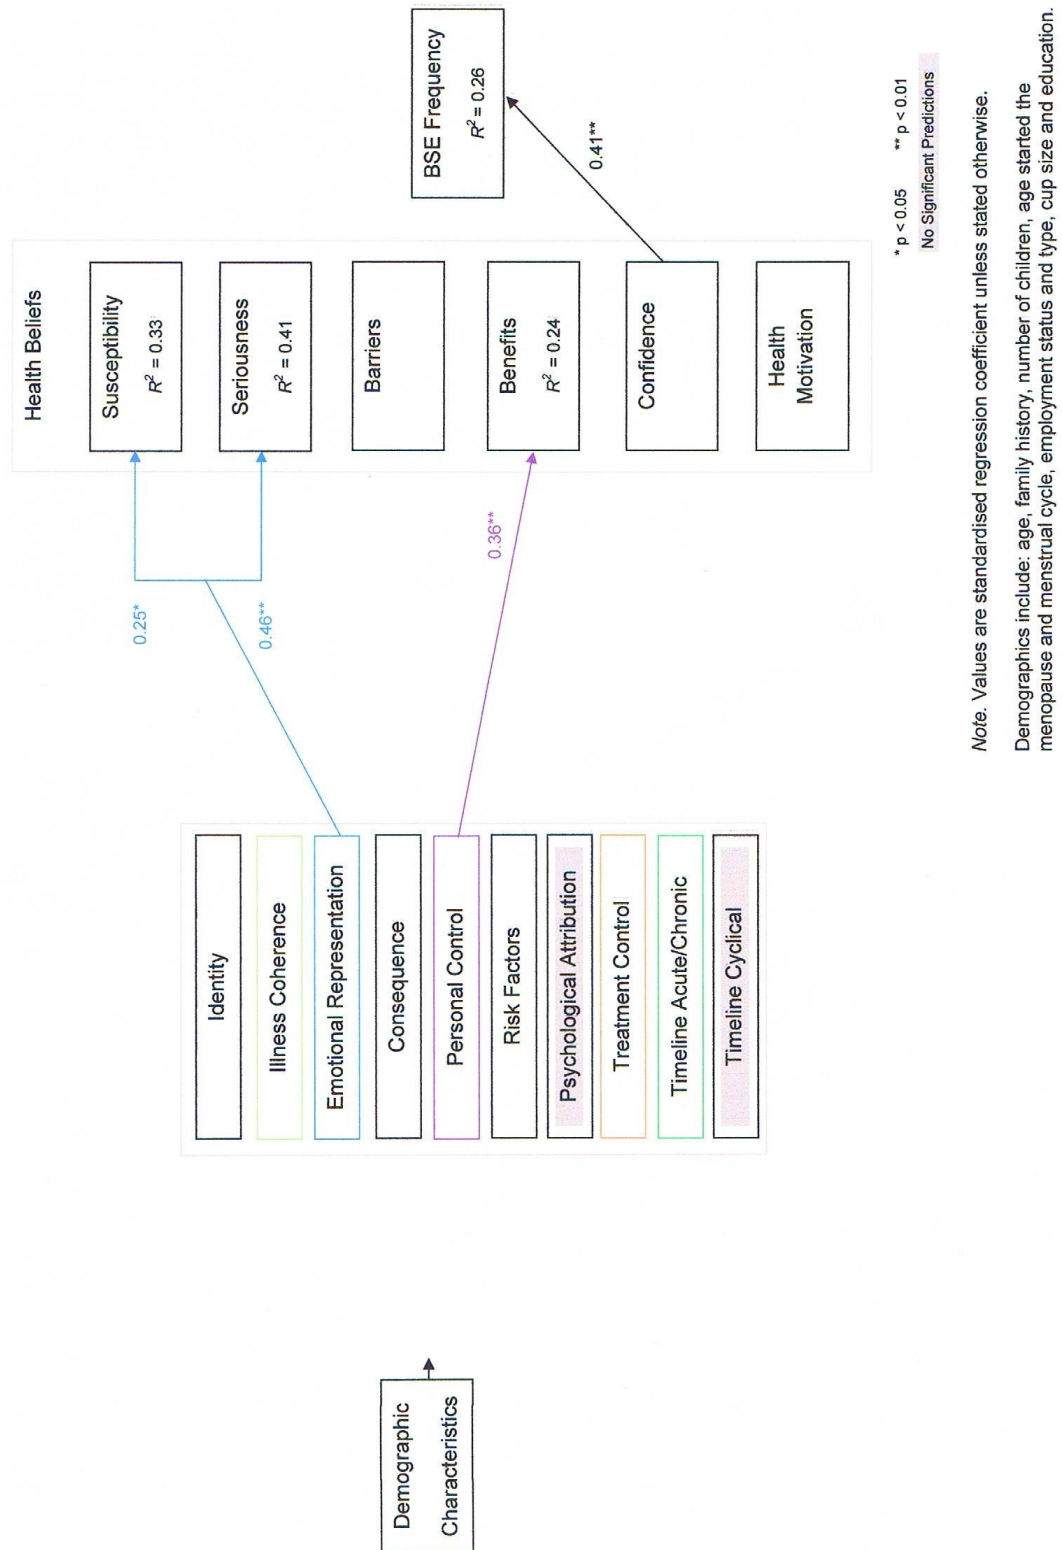 Demographic
Characteristics
Identity
Illness Coherence
Emotional Representation
Consequence
Personal Control
Risk Factors
Psychological Attribution
Treatment Control
Timeline Acute/Chronic
Timeline Cyclical
0.25*
0.46**
0.36**
Health Beliefs
Susceptibility
R² = 0.33
Seriousness
R² = 0.41
Barriers
Benefits
R² = 0.24
Confidence
Health
Motivation
0.41**
BSE Frequency
R² = 0.26
* p < 0.05 ** p < 0.01
No Significant Predictions
Note. Values are standardised regression coefficient unless stated otherwise.
Demographics include: age, family history, number of children, age started the
menopause and menstrual cycle, employment status and type, cup size and education.